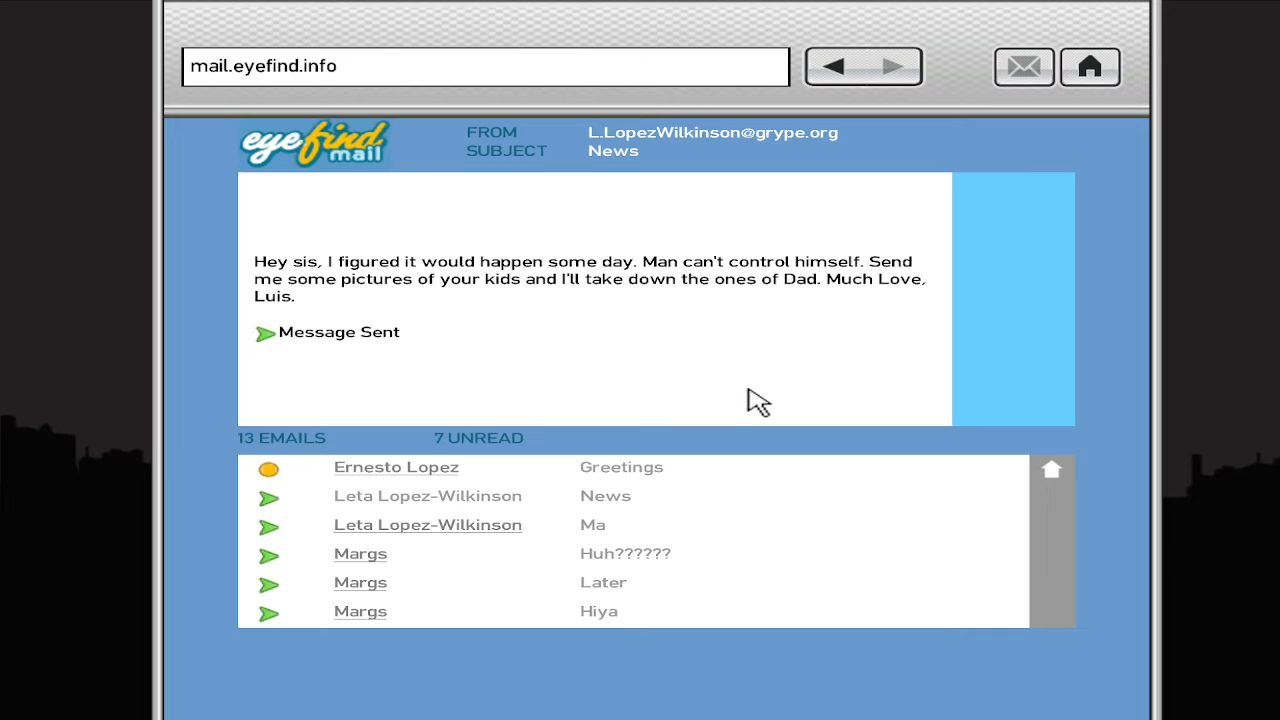 mail.eyefind.info
eyefind
mail
FROM L.LopezWilkinson@grype.org
SUBJECT News
Hey sis, I figured it would happen some day. Man can't control himself. Send
me some pictures of your kids and I'll take down the ones of Dad. Much Love,
Luis.
Message Sent
13 EMAILS 7 UNREAD
Ernesto Lopez Greetings
Leta Lopez-Wilkinson News
Leta Lopez-Wilkinson Ma
Margs Huh??????
Margs Later
Margs Hiya